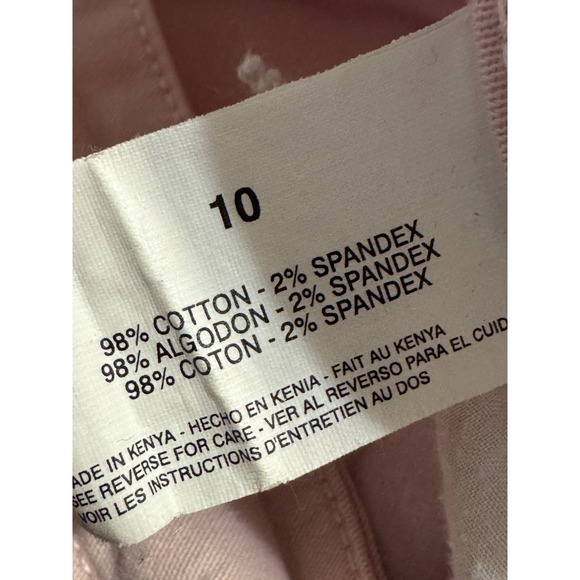 10
98% COTTON - 2% SPANDEX
98% ALGODON - 2% SPANDEX
98% COTON - 2% SPANDEX
ADE IN KENYA - HECHO EN KENIA - FAIT AU KENYA
SEE REVERSE FOR CARE - VER AL REVERSO PARA EL CUID
VOIR LES INSTRUCTIONS D'ENTRETIEN AU DOS